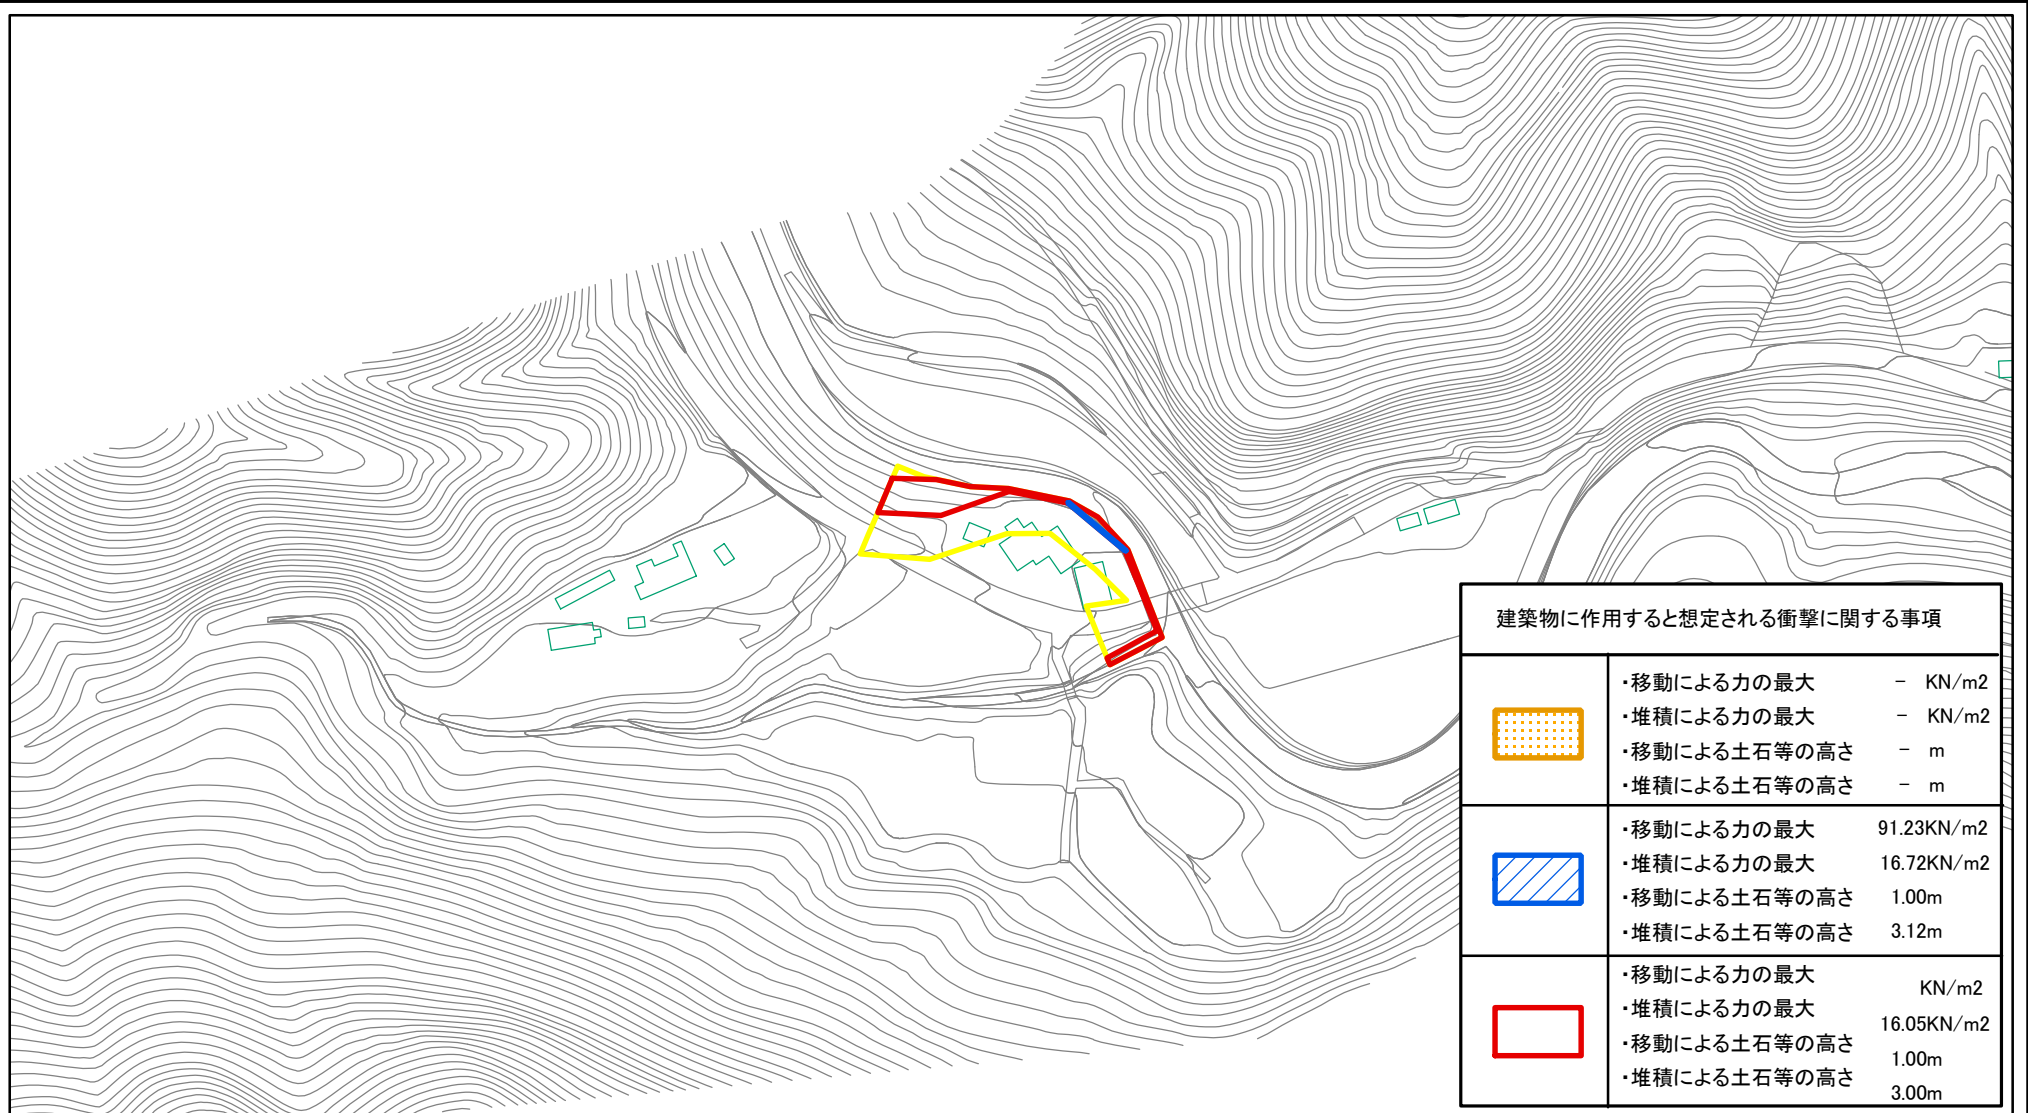 建築物に作用すると想定される衝撃に関する事項
・移動による力の最大 － KN/m2
・堆積による力の最大 － KN/m2
・移動による土石等の高さ － m
・堆積による土石等の高さ － m
・移動による力の最大 91.23KN/m2
・堆積による力の最大 16.72KN/m2
・移動による土石等の高さ 1.00m
・堆積による土石等の高さ 3.12m
・移動による力の最大 KN/m2
・堆積による力の最大 16.05KN/m2
・移動による土石等の高さ 1.00m
・堆積による土石等の高さ 3.00m